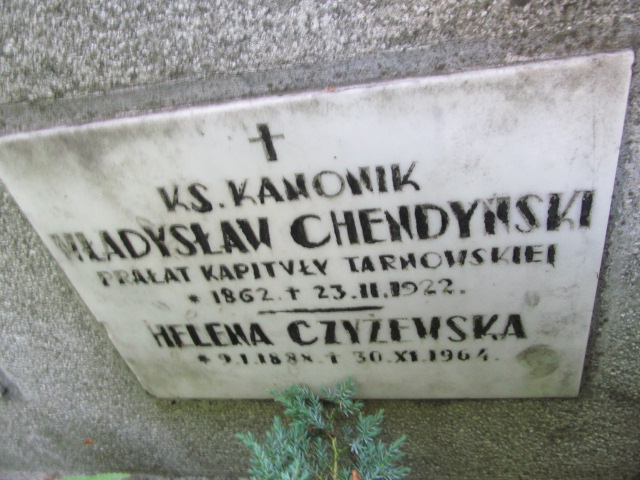 KS. KANONIK
WŁADYSŁAW CHENDYŃSKI
PRAŁAT KAPITUŁY TARNOWSKIEJ
* 1862. † 23.II.1922.
HELENA CZYŻEWSKA
* 9.I.1888. † 30.XI.1964.